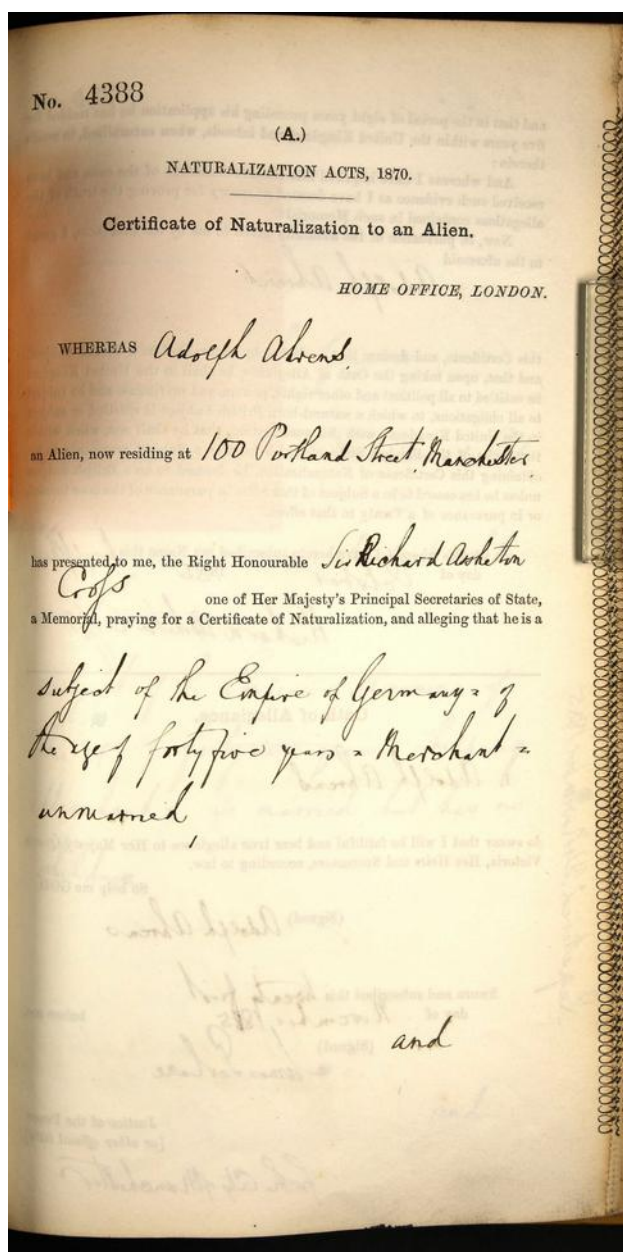 No. 4388
(A.)
NATURALIZATION ACTS, 1870.
Certificate of Naturalization to an Alien.
HOME OFFICE, LONDON.
WHEREAS Adolph Ahrens
an Alien, now residing at 100 Portland Street, Manchester
has presented to me, the Right Honourable Sir Richard Assheton
Cross
one of Her Majesty's Principal Secretaries of State,
a Memorial, praying for a Certificate of Naturalization, and alleging that he is a
subject of the Empire of Germany = of
the age of forty five years = Merchant =
unmarried,
and